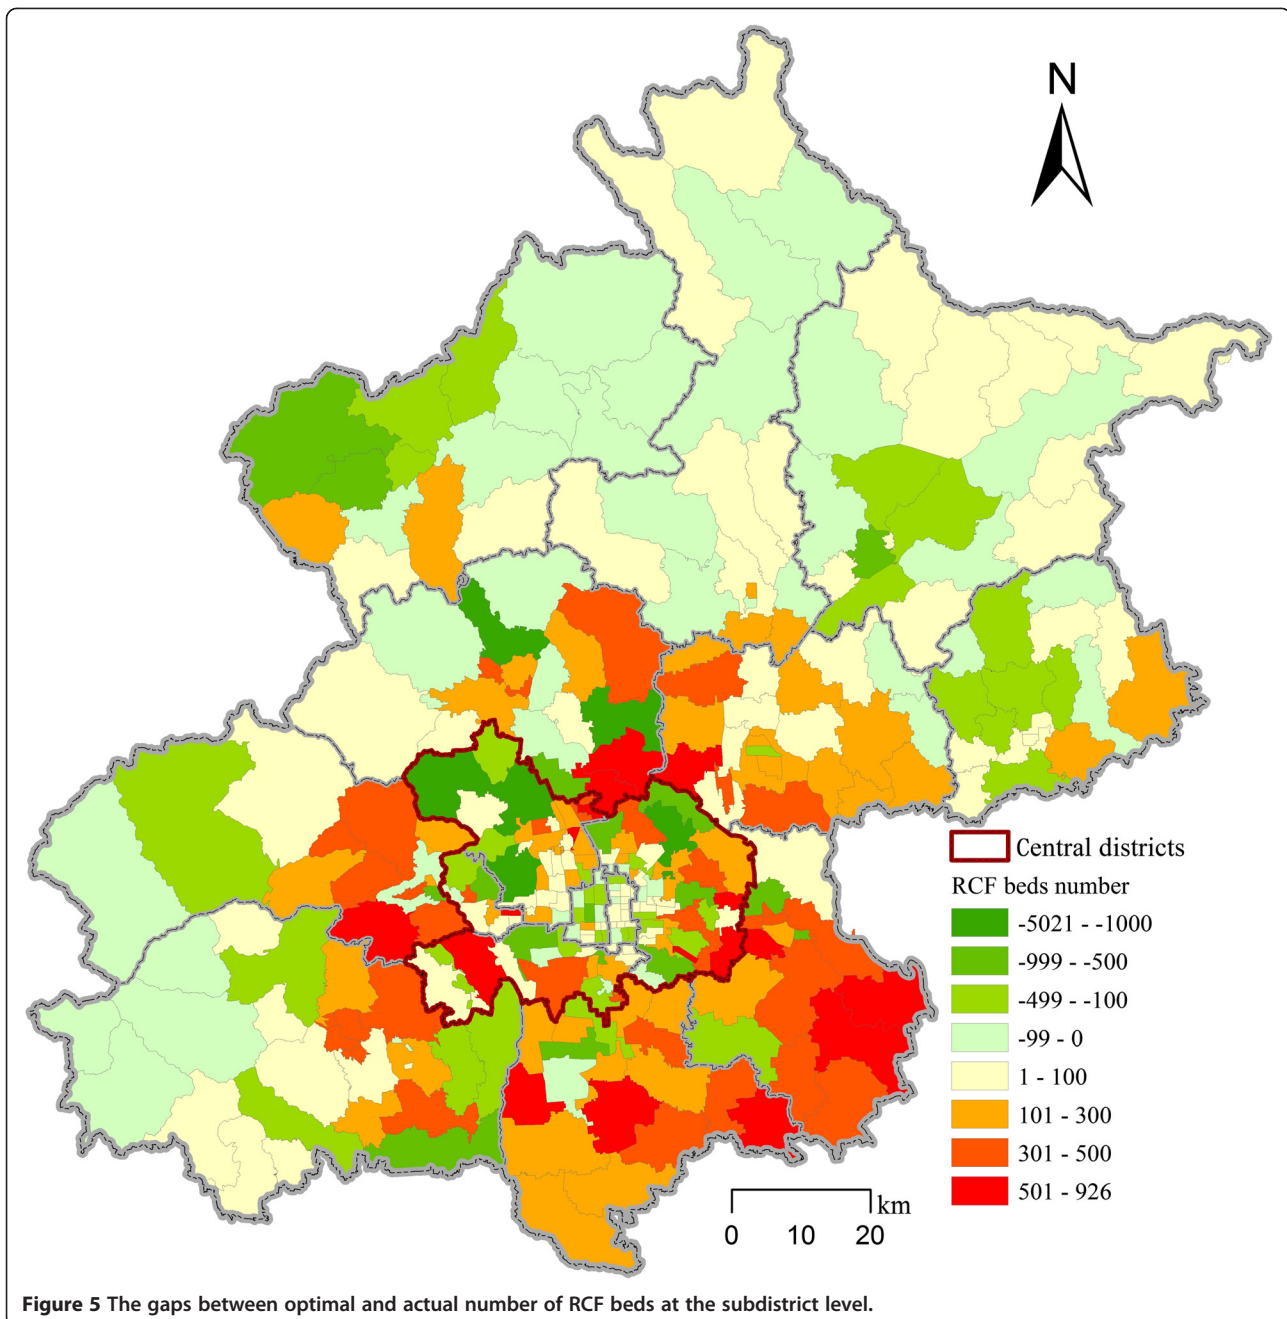 N
Central districts
RCF beds number
-5021 - -1000
-999 - -500
-499 - -100
-99 - 0
1 - 100
101 - 300
301 - 500
501 - 926
km
0 10 20
Figure 5 The gaps between optimal and actual number of RCF beds at the subdistrict level.